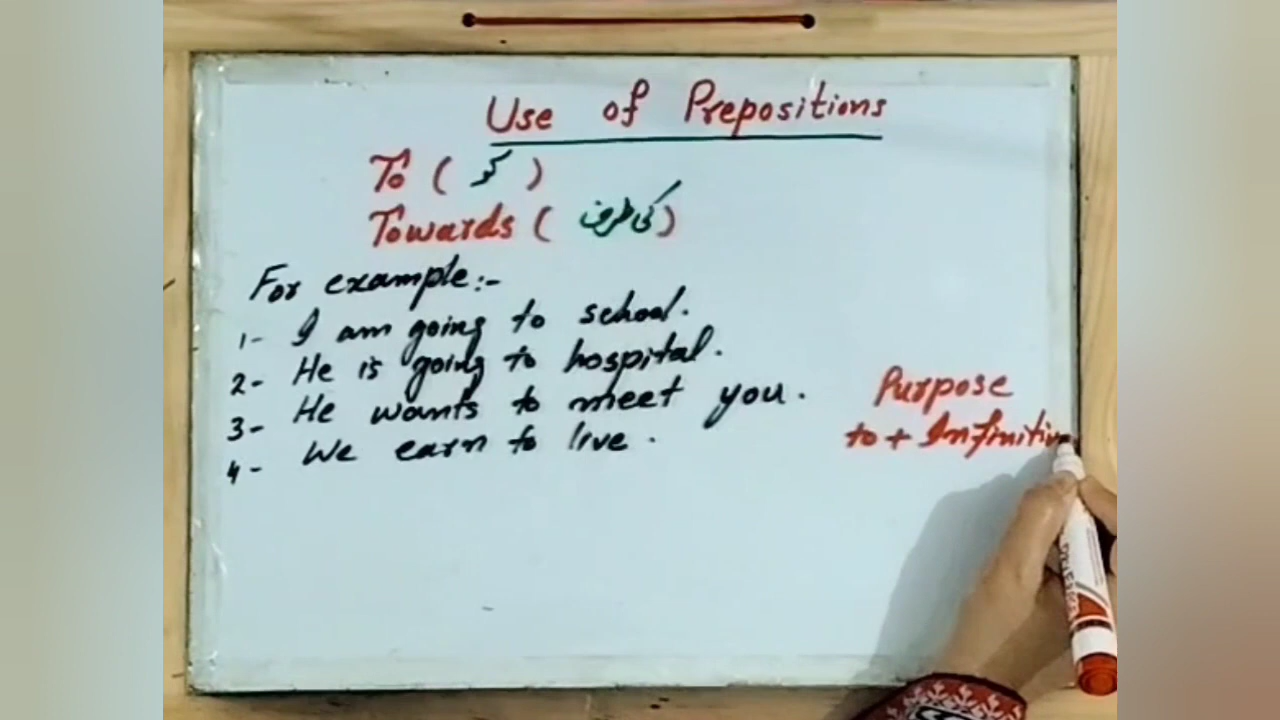 Use of Prepositions
To ( کو )
Towards ( کی طرف )
For example:-
1- I am going to school.
2- He is going to hospital.
3- He wants to meet you.
4- We earn to live.
Purpose
to + Infinitiv